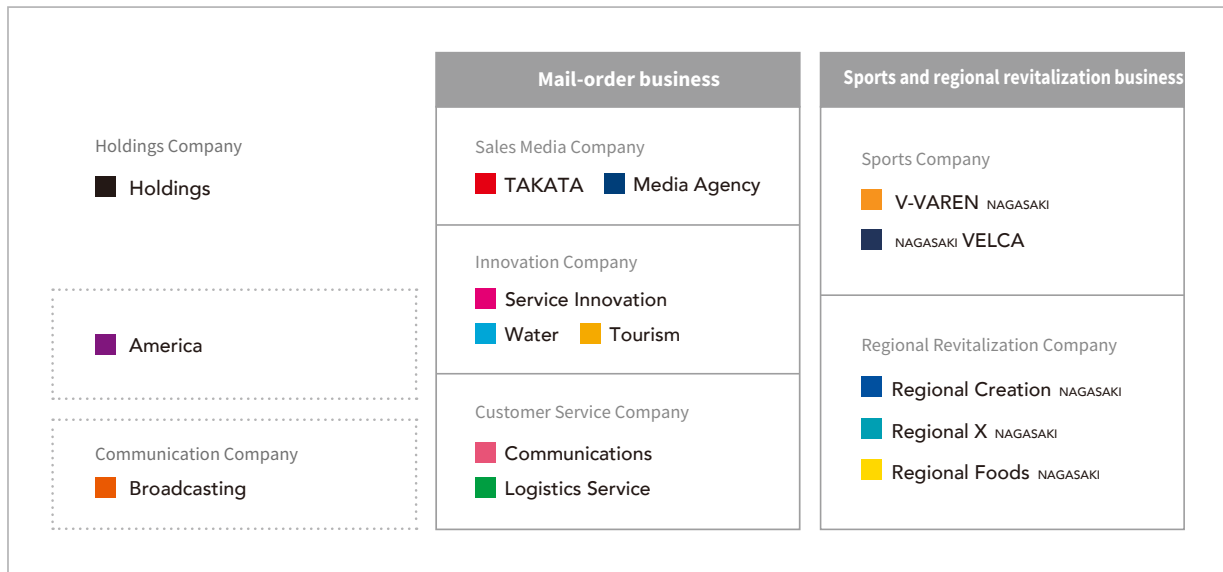 Holdings Company
Holdings
America
Communication Company
Broadcasting
Mail-order business
Sales Media Company
TAKATA Media Agency
Innovation Company
Service Innovation
Water Tourism
Customer Service Company
Communications
Logistics Service
Sports and regional revitalization business
Sports Company
V-VAREN NAGASAKI
NAGASAKI VELCA
Regional Revitalization Company
Regional Creation NAGASAKI
Regional X NAGASAKI
Regional Foods NAGASAKI